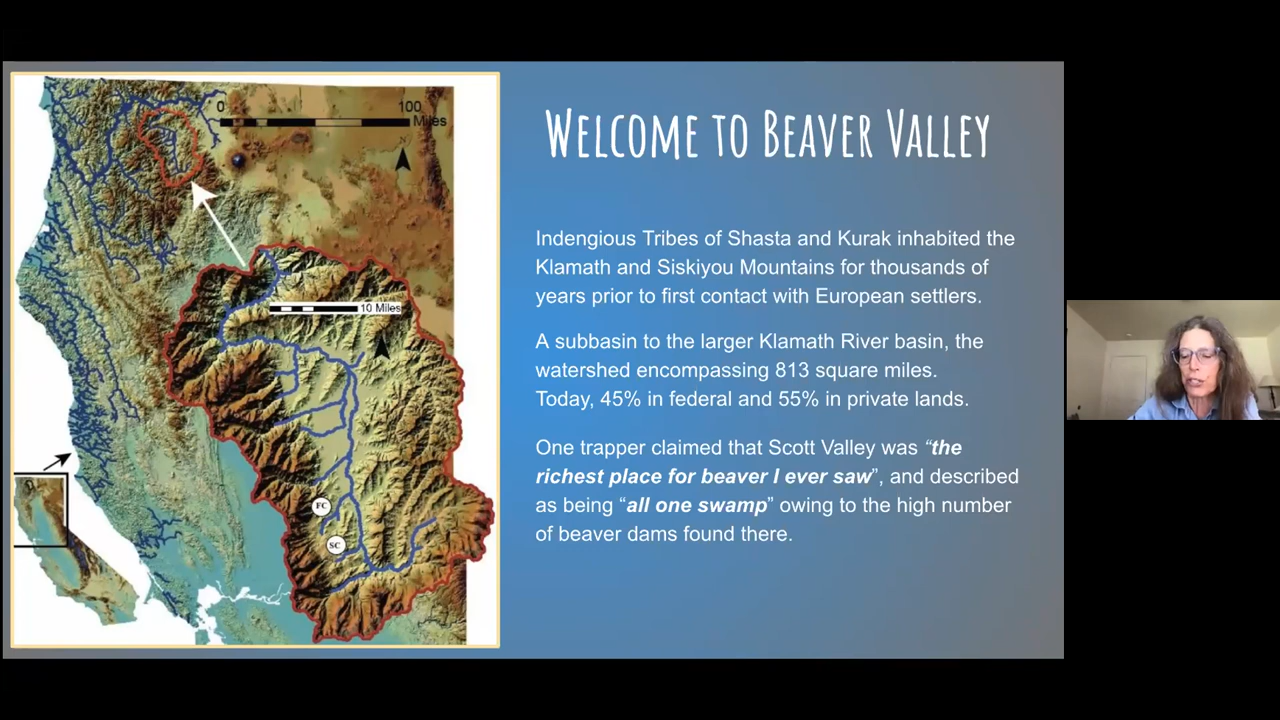 WELCOME TO BEAVER VALLEY
0 100
Miles
N
10 Miles
FC
SC
Indengious Tribes of Shasta and Kurak inhabited the
Klamath and Siskiyou Mountains for thousands of
years prior to first contact with European settlers.
A subbasin to the larger Klamath River basin, the
watershed encompassing 813 square miles.
Today, 45% in federal and 55% in private lands.
One trapper claimed that Scott Valley was “the
richest place for beaver I ever saw”, and described
as being “all one swamp” owing to the high number
of beaver dams found there.